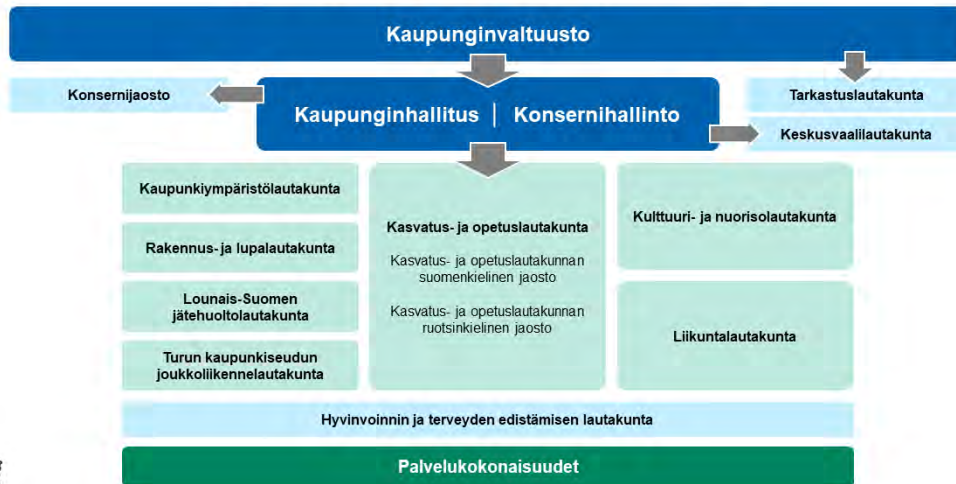 Kaupunginvaltuusto
Konsernijaosto
Kaupunginhallitus | Konsernihallinto
Tarkastuslautakunta
Keskusvaalilautakunta
Kaupunkiympäristölautakunta
Rakennus- ja lupalautakunta
Lounais-Suomen
jätehuoltolautakunta
Turun kaupunkiseudun
joukkoliikennelautakunta
Kasvatus- ja opetuslautakunta
Kasvatus- ja opetuslautakunnan
suomenkielinen jaosto
Kasvatus- ja opetuslautakunnan
ruotsinkielinen jaosto
Kulttuuri- ja nuorisolautakunta
Liikuntalautakunta
Hyvinvoinnin ja terveyden edistämisen lautakunta
Palvelukokonaisuudet